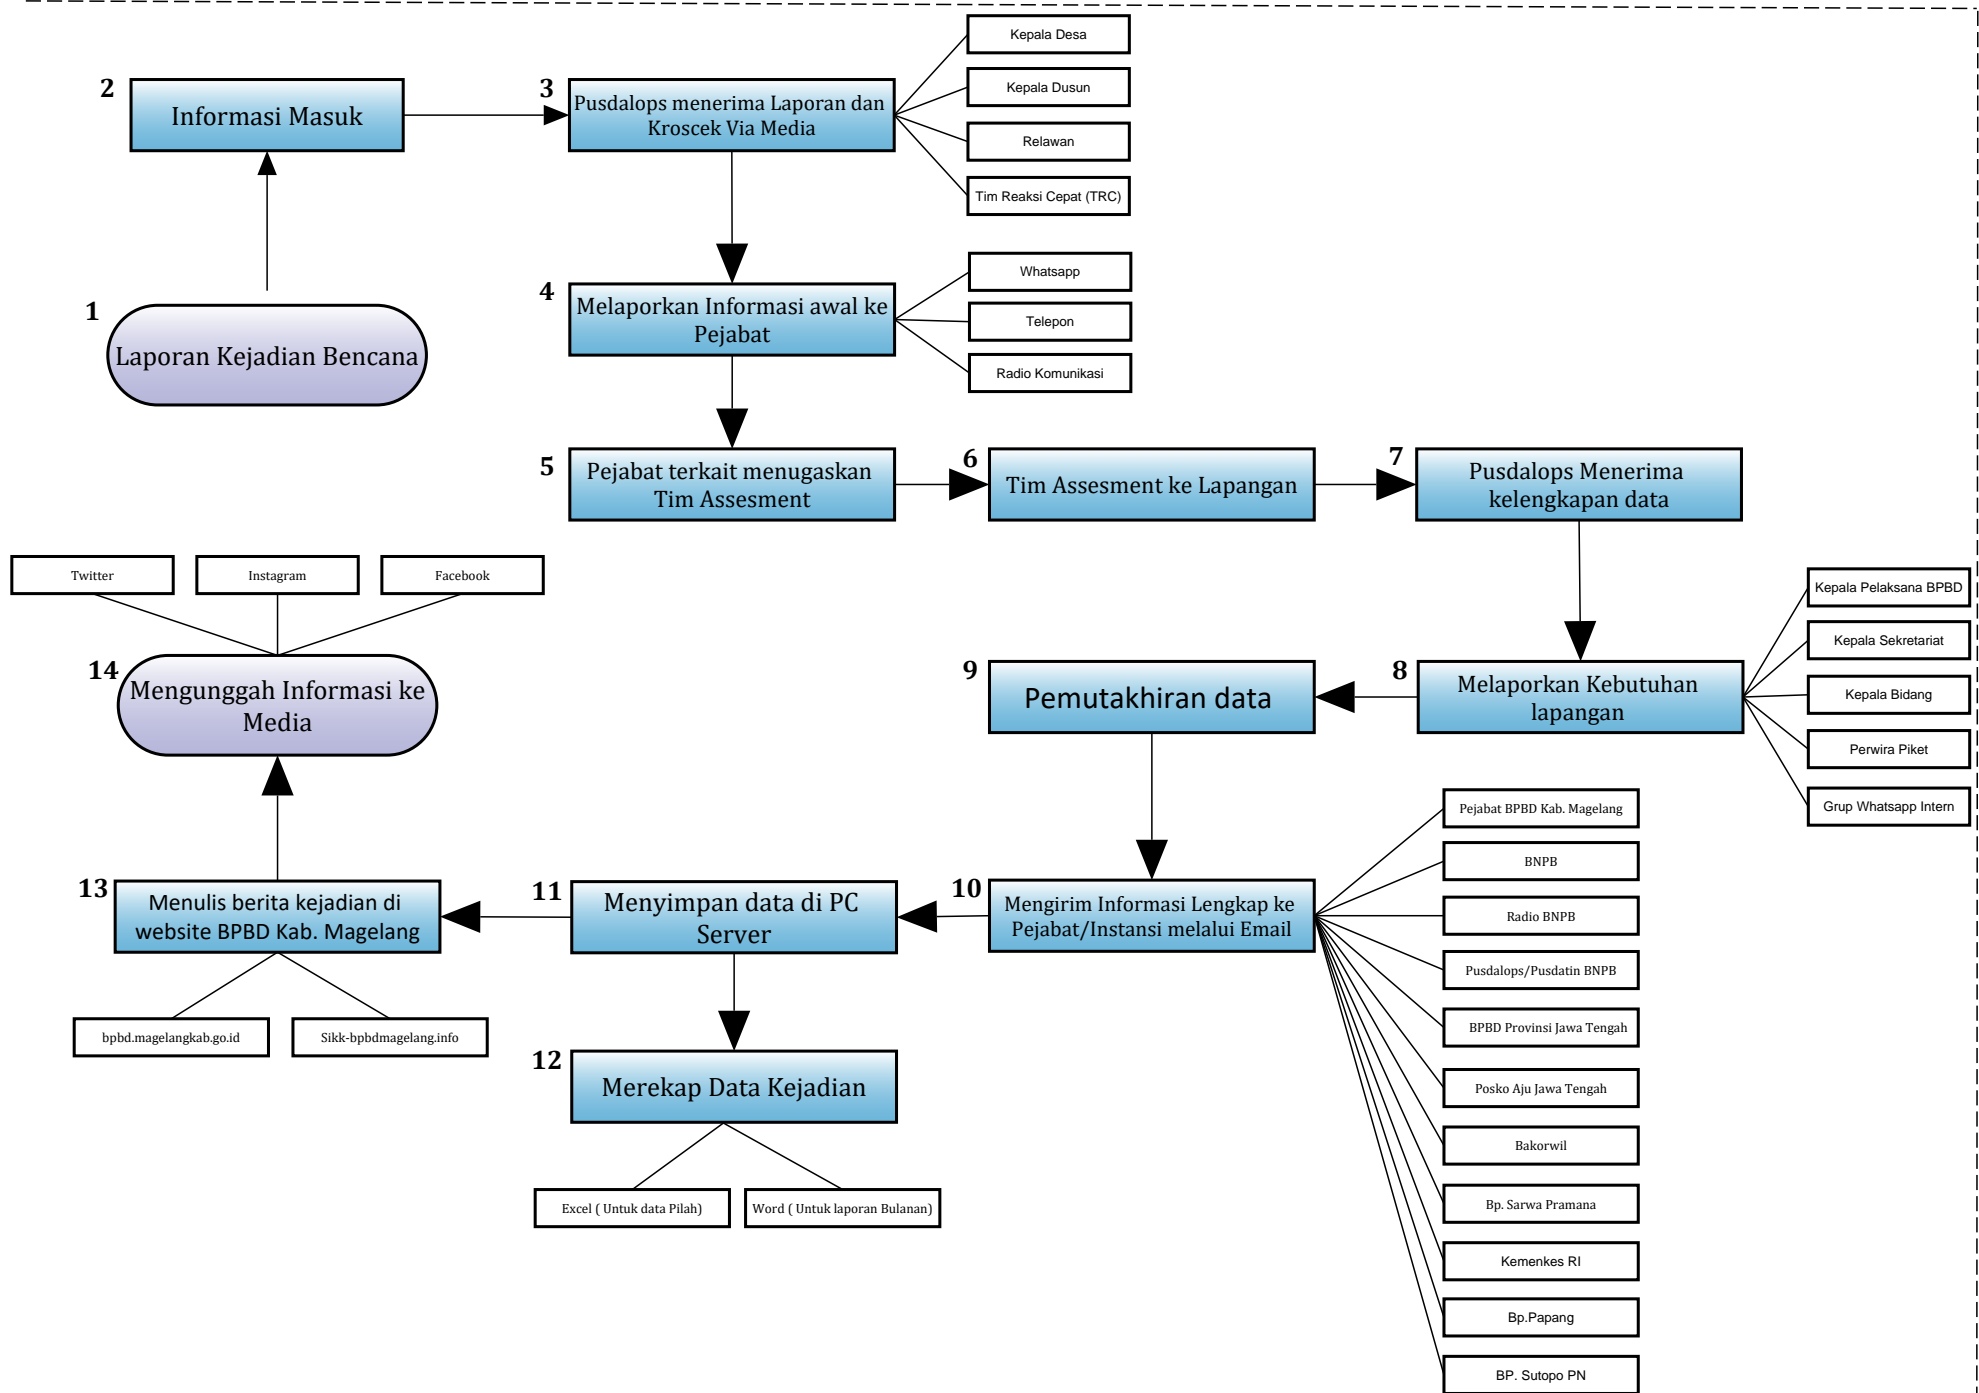 1
Laporan Kejadian Bencana
2
Informasi Masuk
3
Pusdalops menerima Laporan dan
Kroscek Via Media
Kepala Desa
Kepala Dusun
Relawan
Tim Reaksi Cepat (TRC)
4
Melaporkan Informasi awal ke
Pejabat
Whatsapp
Telepon
Radio Komunikasi
5
Pejabat terkait menugaskan
Tim Assesment
6
Tim Assesment ke Lapangan
7
Pusdalops Menerima
kelengkapan data
8
Melaporkan Kebutuhan
lapangan
Kepala Pelaksana BPBD
Kepala Sekretariat
Kepala Bidang
Perwira Piket
Grup Whatsapp Intern
9
Pemutakhiran data
10
Mengirim Informasi Lengkap ke
Pejabat/Instansi melalui Email
Pejabat BPBD Kab. Magelang
BNPB
Radio BNPB
Pusdalops/Pusdatin BNPB
BPBD Provinsi Jawa Tengah
Posko Aju Jawa Tengah
Bakorwil
Bp. Sarwa Pramana
Kemenkes RI
Bp.Papang
BP. Sutopo PN
11
Menyimpan data di PC
Server
12
Merekap Data Kejadian
Excel ( Untuk data Pilah)
Word ( Untuk laporan Bulanan)
13
Menulis berita kejadian di
website BPBD Kab. Magelang
bpbd.magelangkab.go.id
Sikk-bpbdmagelang.info
14
Mengunggah Informasi ke
Media
Twitter
Instagram
Facebook